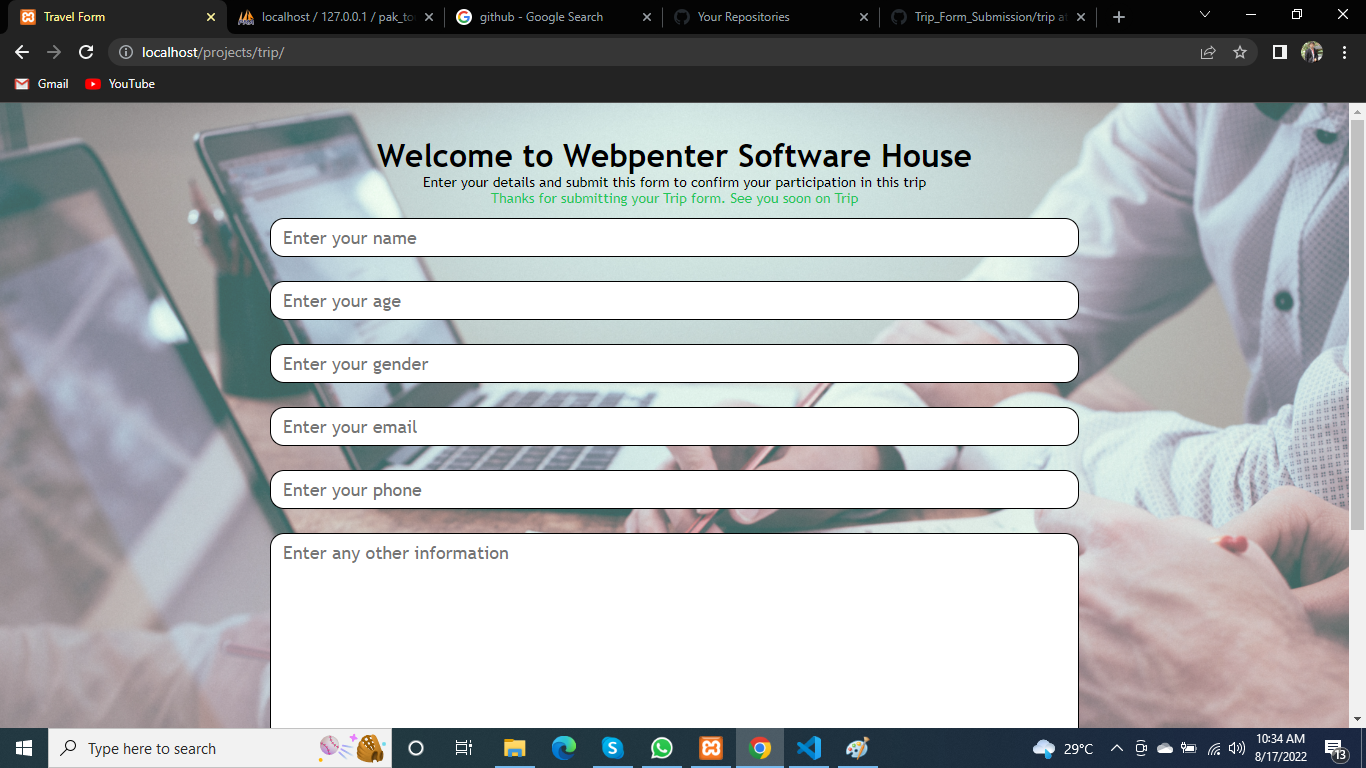 Travel Form
localhost / 127.0.0.1 / pak_to
github - Google Search
Your Repositories
Trip_Form_Submission/trip at
localhost/projects/trip/
Gmail
YouTube
Welcome to Webpenter Software House
Enter your details and submit this form to confirm your participation in this trip
Thanks for submitting your Trip form. See you soon on Trip
Enter your name
Enter your age
Enter your gender
Enter your email
Enter your phone
Enter any other information
Type here to search
29°C
10:34 AM
8/17/2022
13